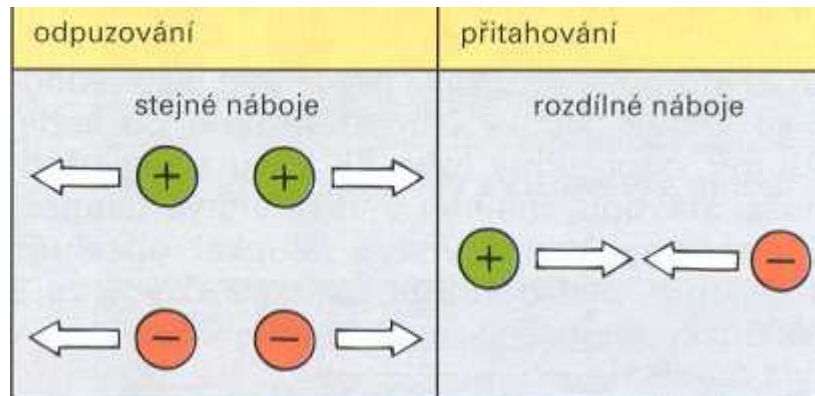 odpuzování
přitahování
stejné náboje
rozdílné náboje
+ +
+ −
− −